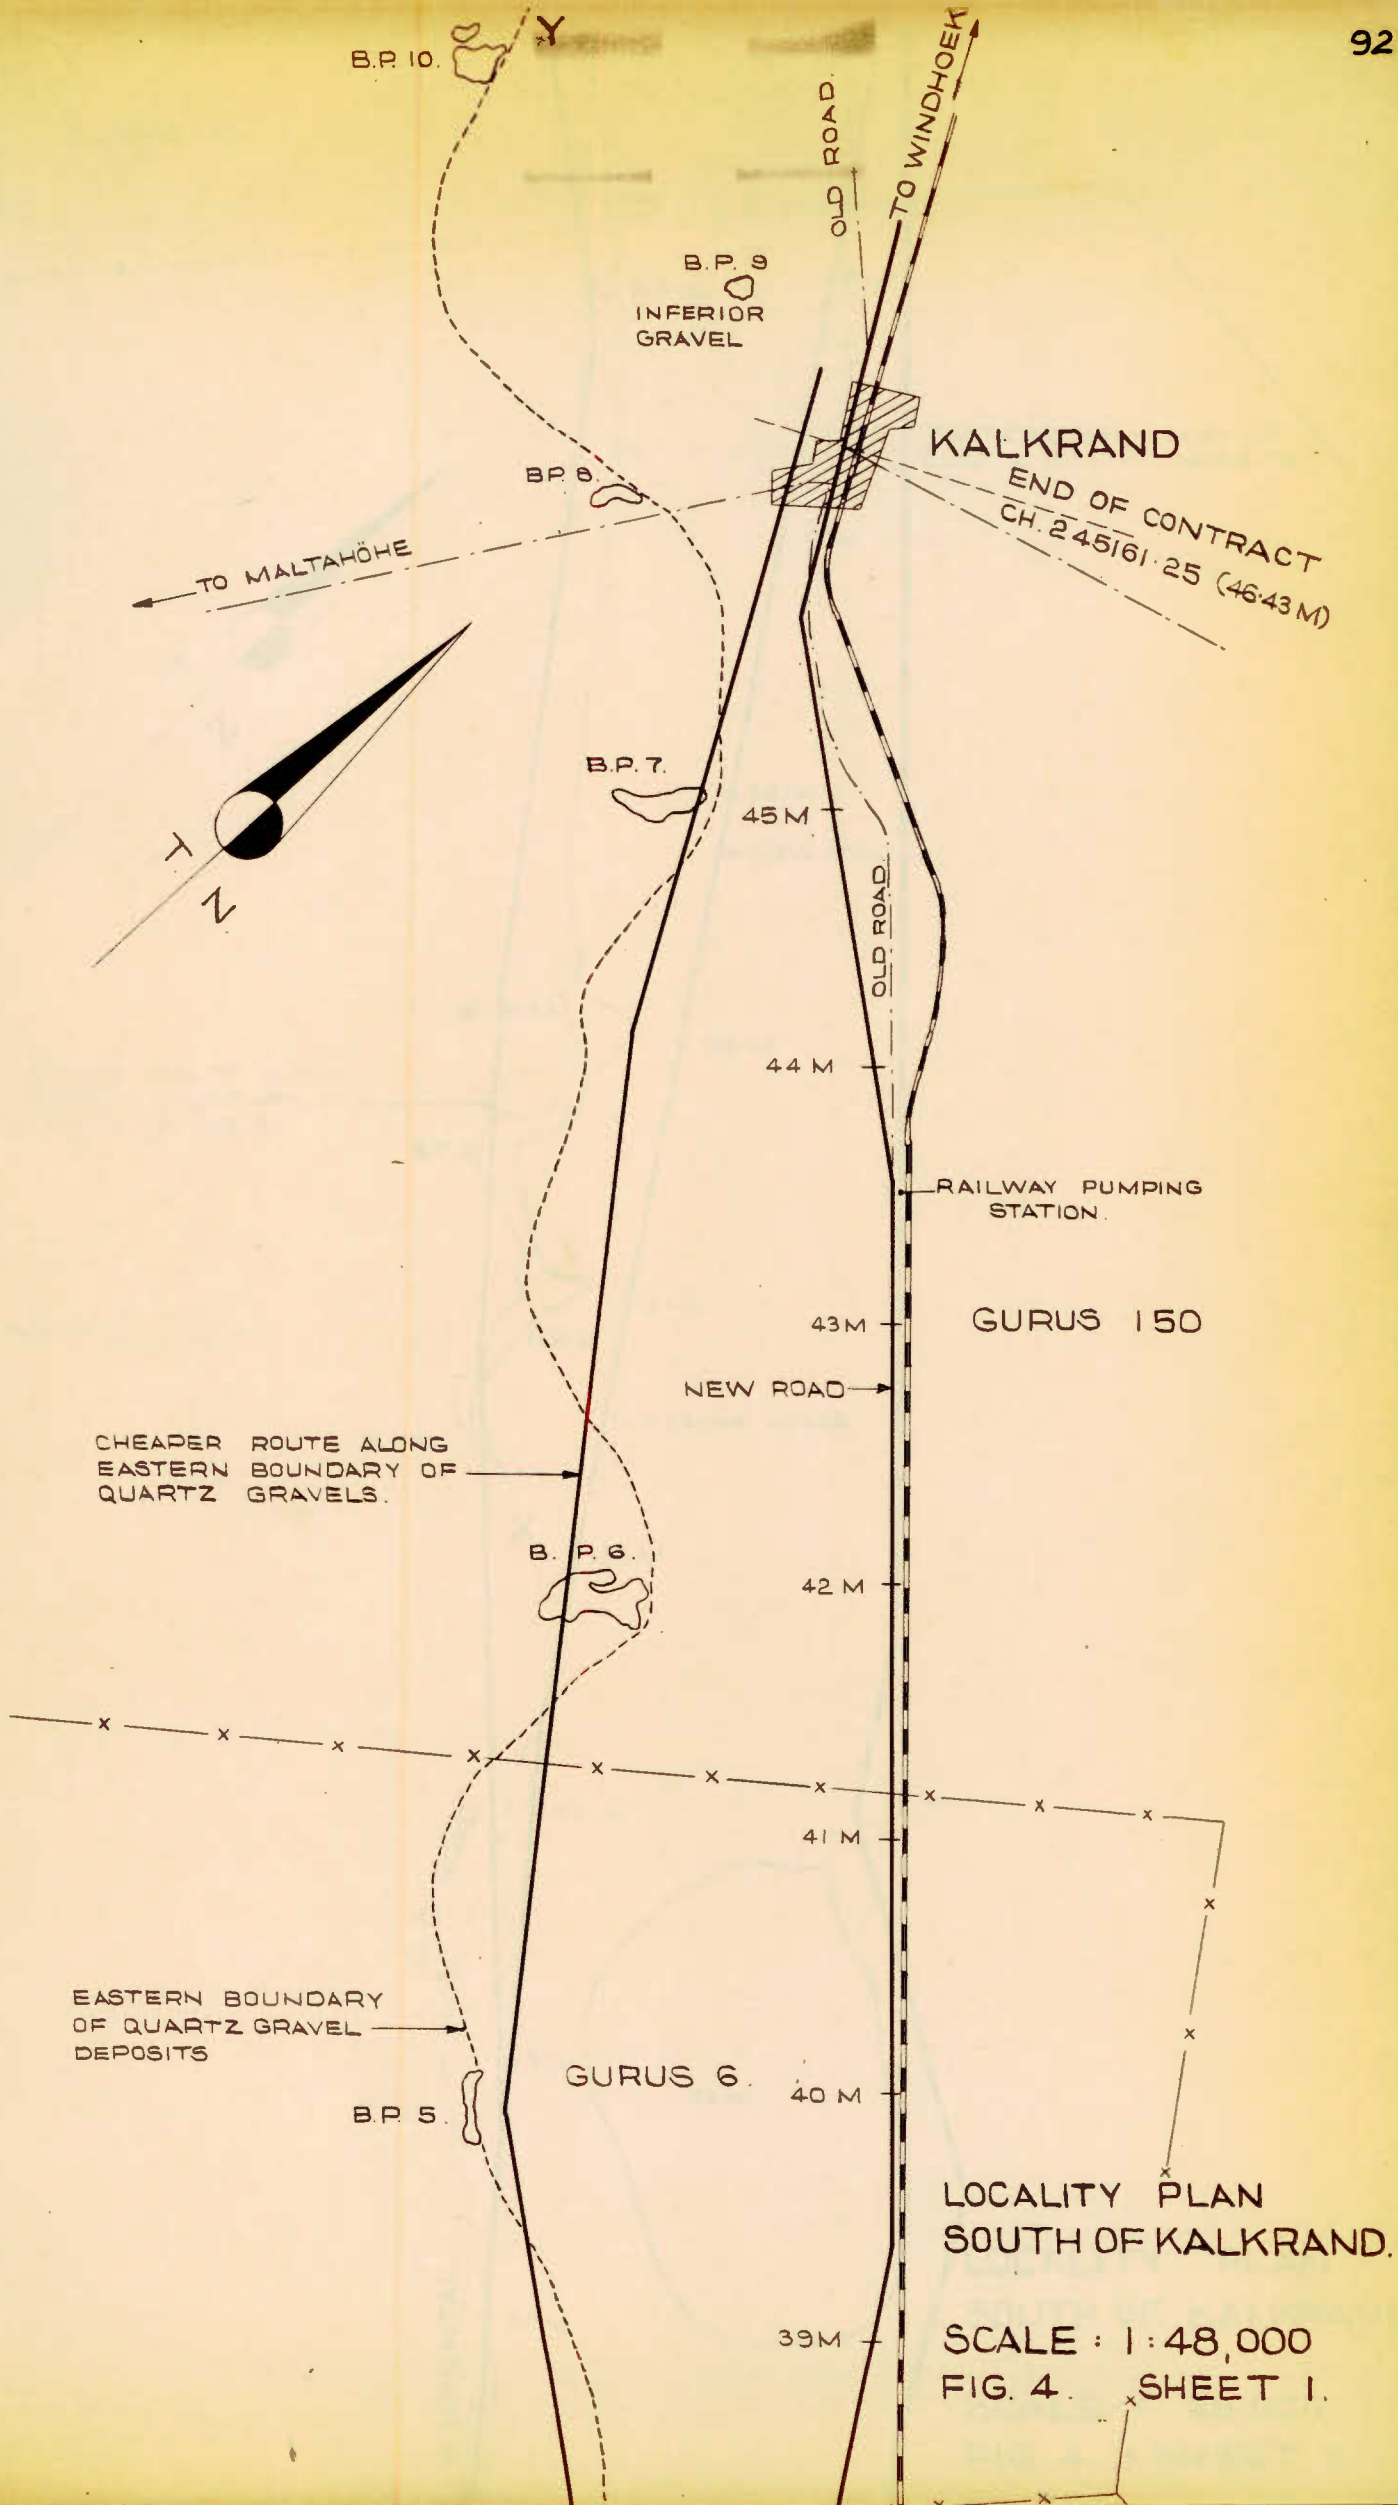 92
Y
B.P. 10.
OLD ROAD.
TO WINDHOEK
B.P. 9
INFERIOR
GRAVEL
KALKRAND
END OF CONTRACT
CH. 245161.25 (46.43 M)
B.P. 8.
TO MALTAHÖHE
B.P. 7.
45 M
T
N
OLD ROAD.
44 M
RAILWAY PUMPING
STATION.
43 M
GURUS 150
NEW ROAD
CHEAPER ROUTE ALONG
EASTERN BOUNDARY OF
QUARTZ GRAVELS.
B. P. 6.
42 M
41 M
EASTERN BOUNDARY
OF QUARTZ GRAVEL
DEPOSITS
GURUS 6.
40 M
B.P. 5.
LOCALITY PLAN
SOUTH OF KALKRAND.
39 M
SCALE : 1 : 48,000
FIG. 4. SHEET 1.